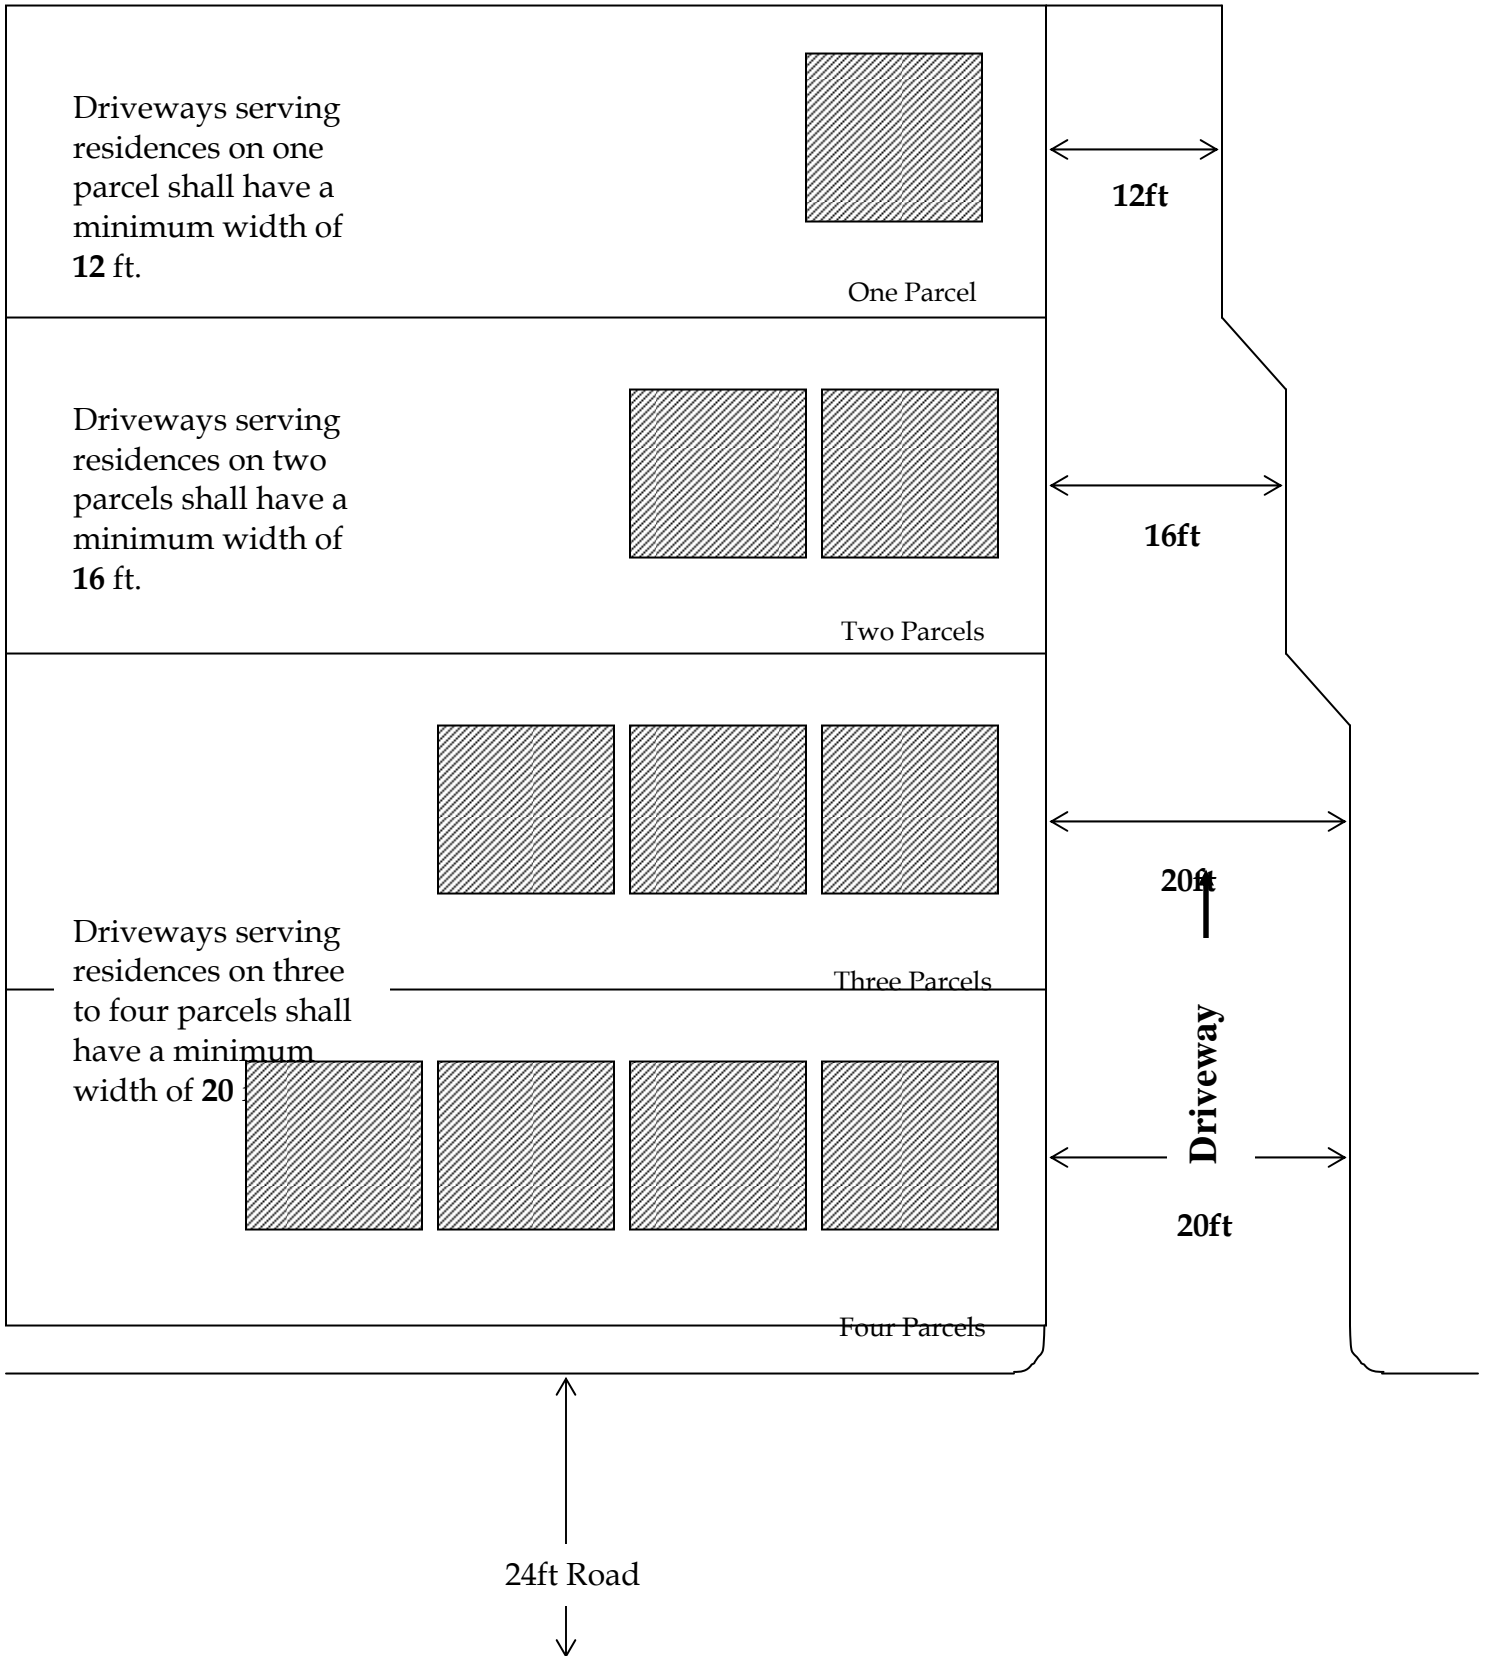 Driveways serving
residences on one
parcel shall have a
minimum width of
12 ft.
12ft
One Parcel
Driveways serving
residences on two
parcels shall have a
minimum width of
16 ft.
16ft
Two Parcels
20ft
Driveways serving
residences on three
to four parcels shall
have a minimum
width of 20
Three Parcels
Driveway
20ft
Four Parcels
24ft Road